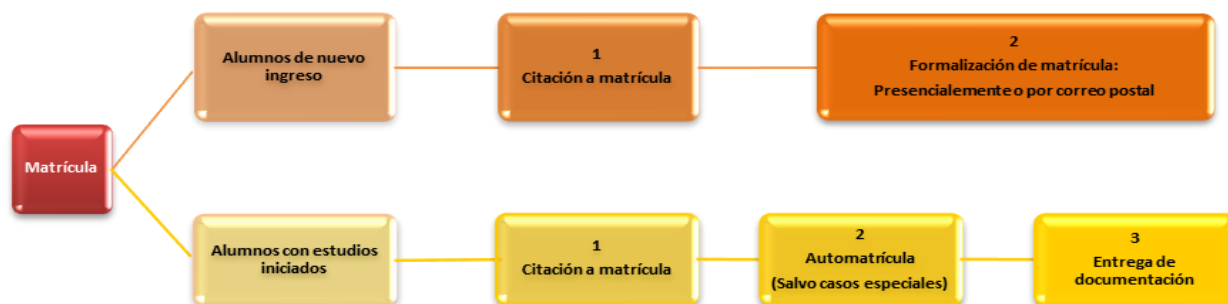 Matrícula
Alumnos de nuevo
ingreso
1
Citación a matrícula
2
Formalización de matrícula:
Presencialemente o por correo postal
Alumnos con estudios
iniciados
1
Citación a matrícula
2
Automatrícula
(Salvo casos especiales)
3
Entrega de
documentación